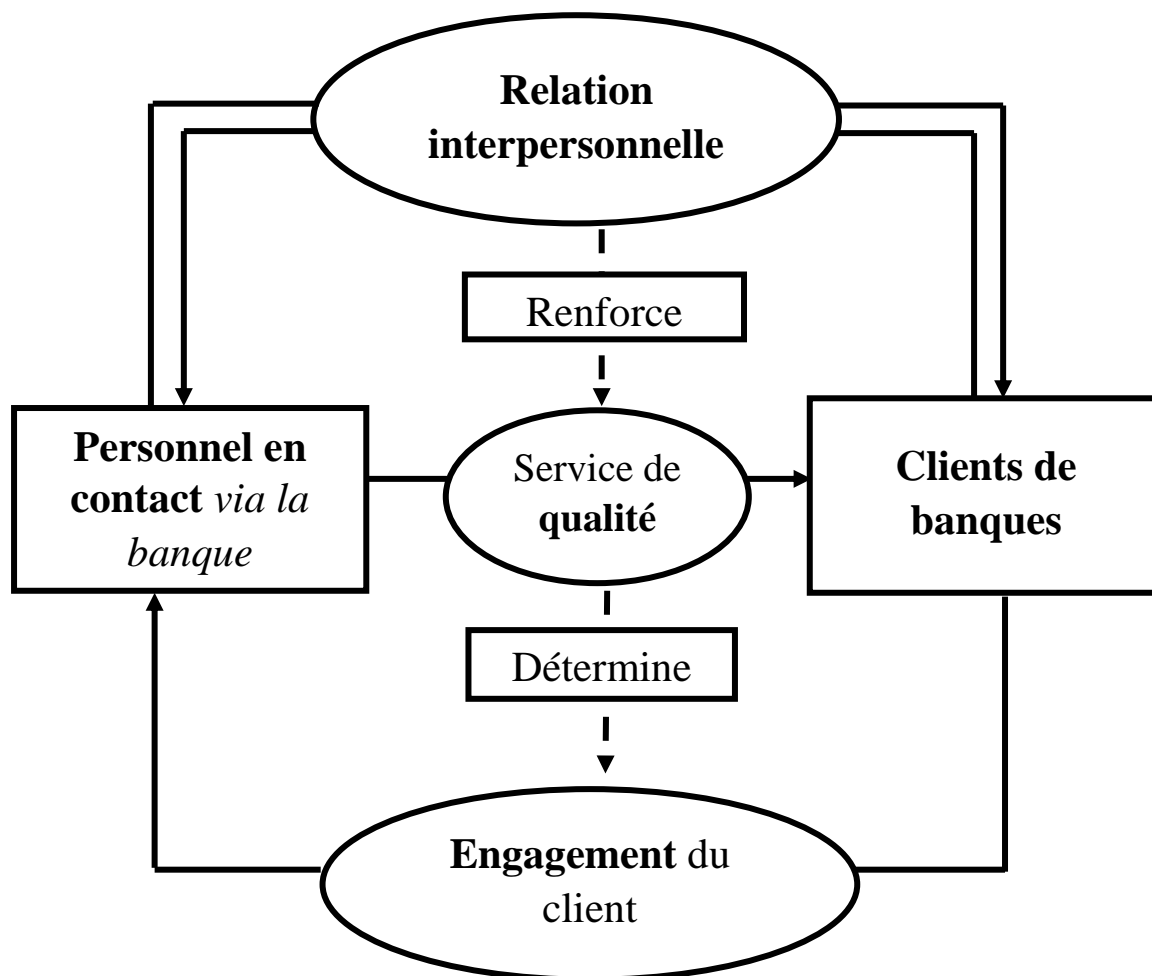 Relation
interpersonnelle
Renforce
Personnel en
contact via la
banque
Service de
qualité
Clients de
banques
Détermine
Engagement du
client